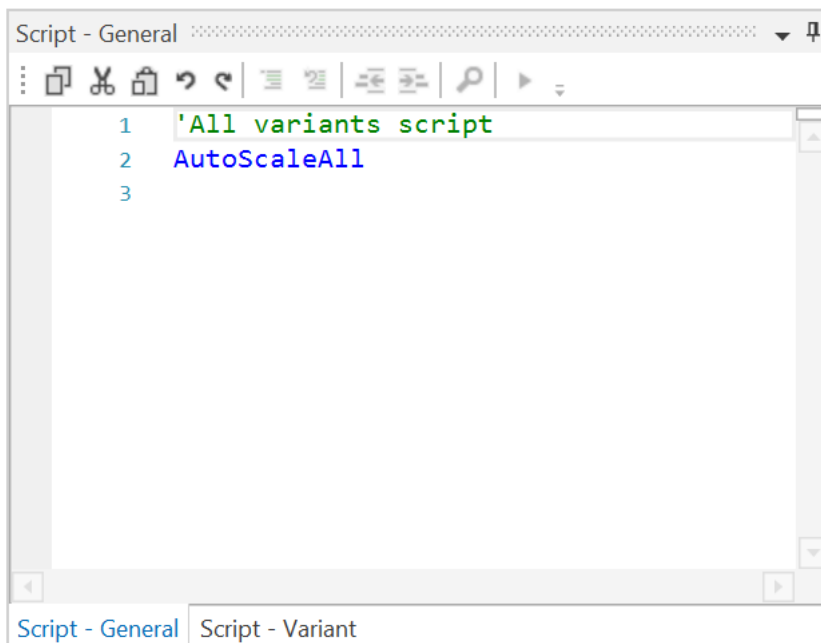 Script - General
1 'All variants script
2 AutoScaleAll
3
Script - General Script - Variant